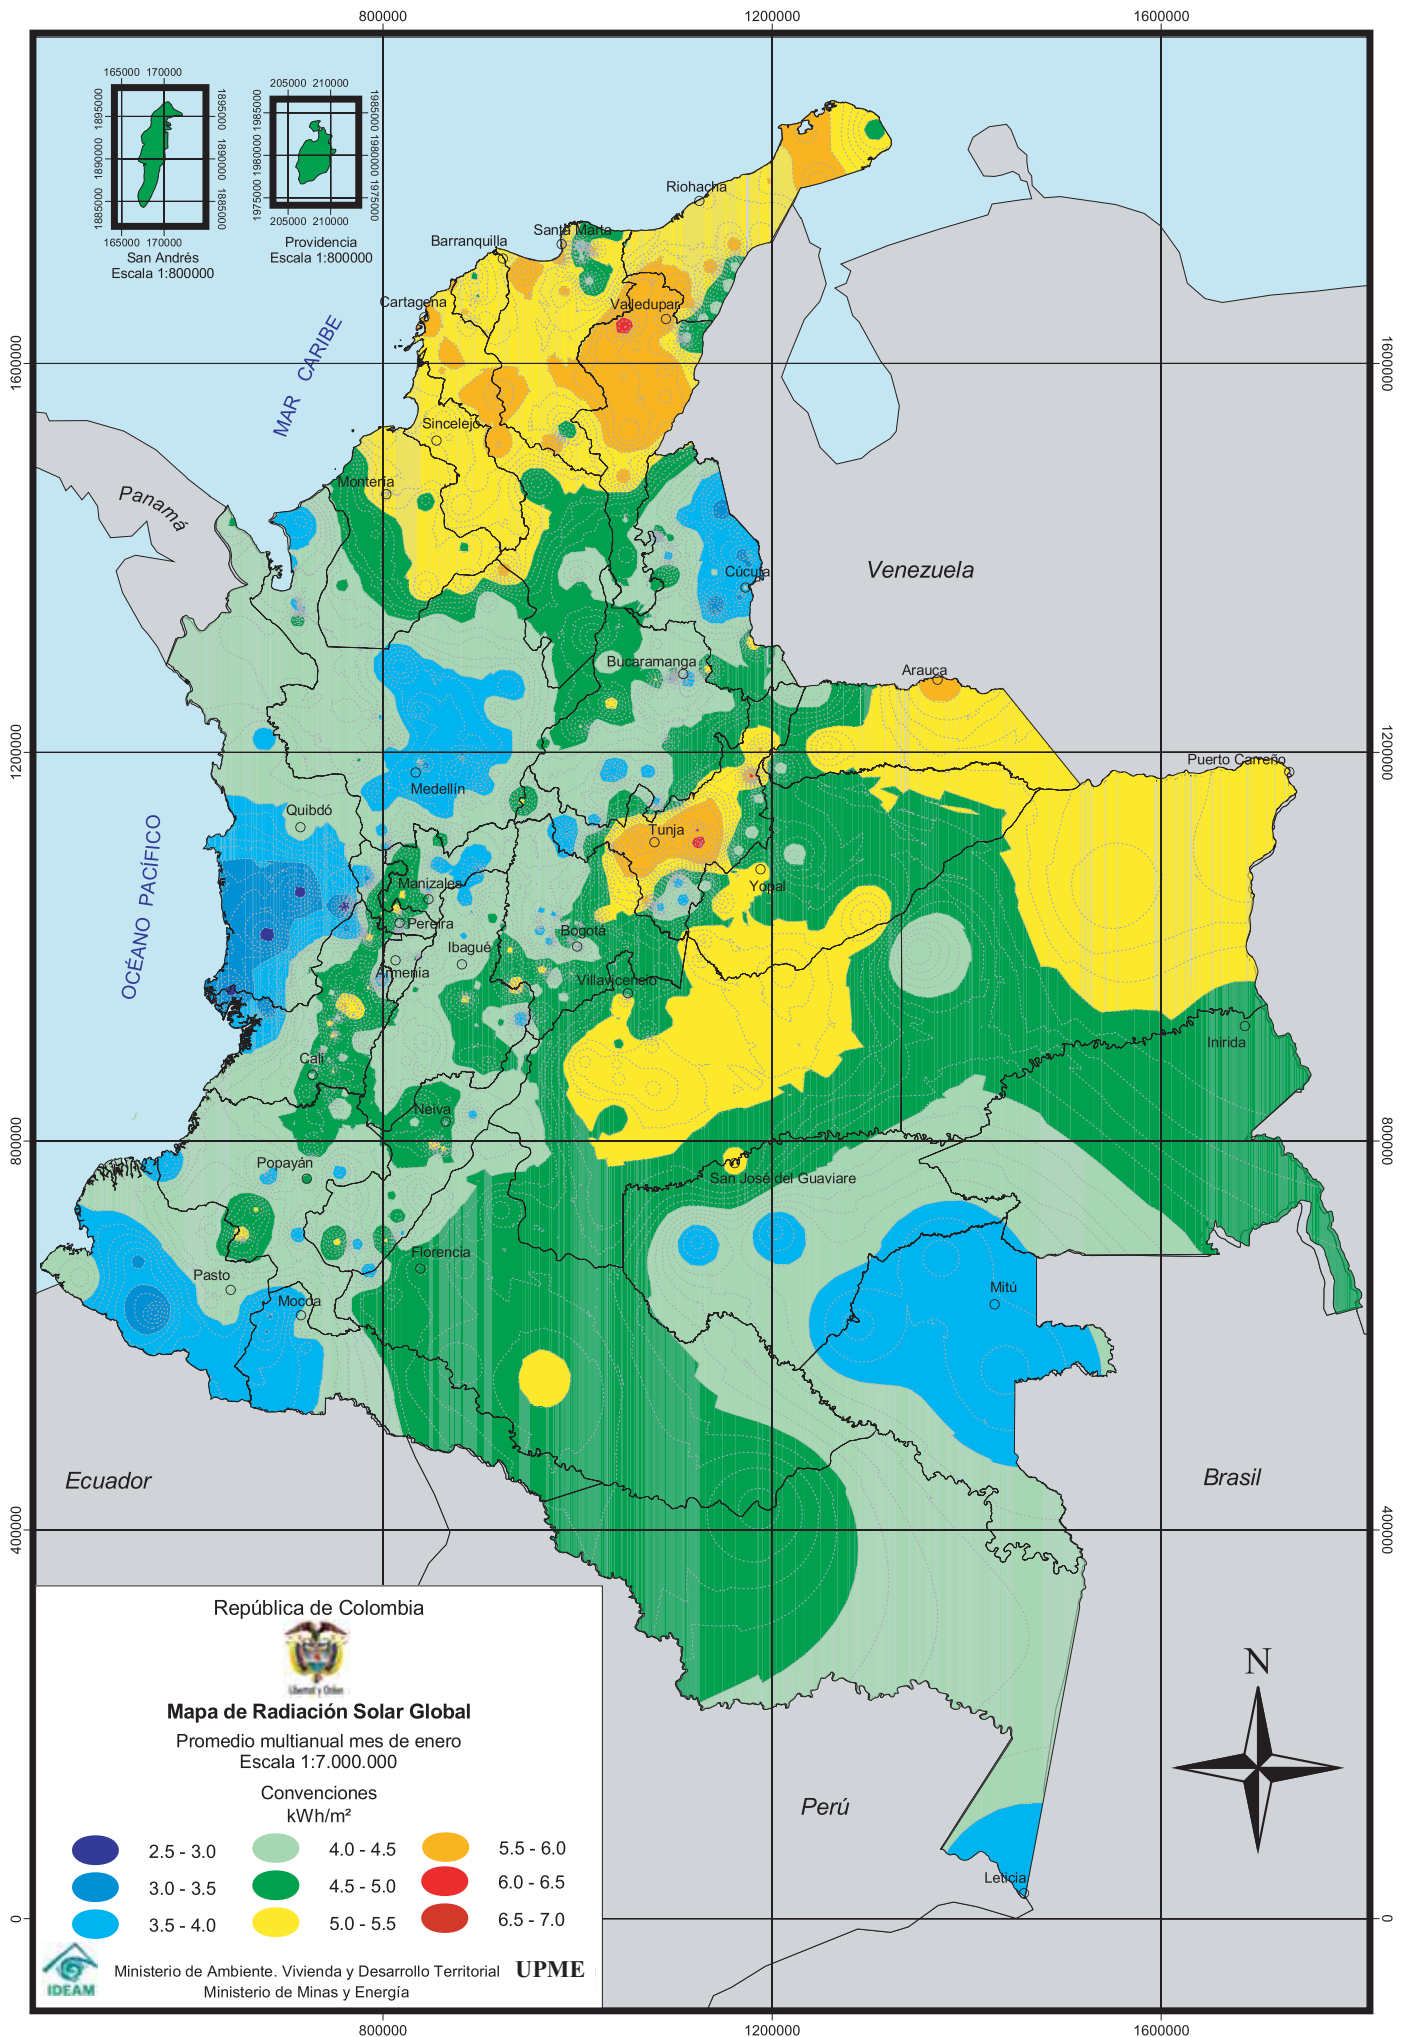 800000
1200000
1600000
165000 170000
1895000
1890000
1885000
1895000
1890000
1885000
165000 170000
San Andrés
Escala 1:800000
205000 210000
1985000
1980000
1975000
1985000
1980000
1975000
205000 210000
Providencia
Escala 1:800000
Riohacha
Santa Marta
Barranquilla
Cartagena
Valledupar
MAR CARIBE
1600000
1600000
Sincelejo
Montería
Panamá
Venezuela
Cúcuta
Bucaramanga
Arauca
1200000
1200000
Puerto Carreño
Medellín
Quibdó
Tunja
OCÉANO PACÍFICO
Manizales
Yopal
Pereira
Bogotá
Ibagué
Armenia
Villavicencio
Inirida
Cali
Neiva
800000
800000
Popayán
San José del Guaviare
Florencia
Pasto
Mocoa
Mitú
Ecuador
Brasil
400000
400000
República de Colombia
Libertad y Orden
Mapa de Radiación Solar Global
Promedio multianual mes de enero
Escala 1:7.000.000
Convenciones
kWh/m²
2.5 - 3.0
3.0 - 3.5
3.5 - 4.0
4.0 - 4.5
4.5 - 5.0
5.0 - 5.5
5.5 - 6.0
6.0 - 6.5
6.5 - 7.0
IDEAM
Ministerio de Ambiente. Vivienda y Desarrollo Territorial
UPME
Ministerio de Minas y Energía
N
Perú
Leticia
0
0
800000
1200000
1600000